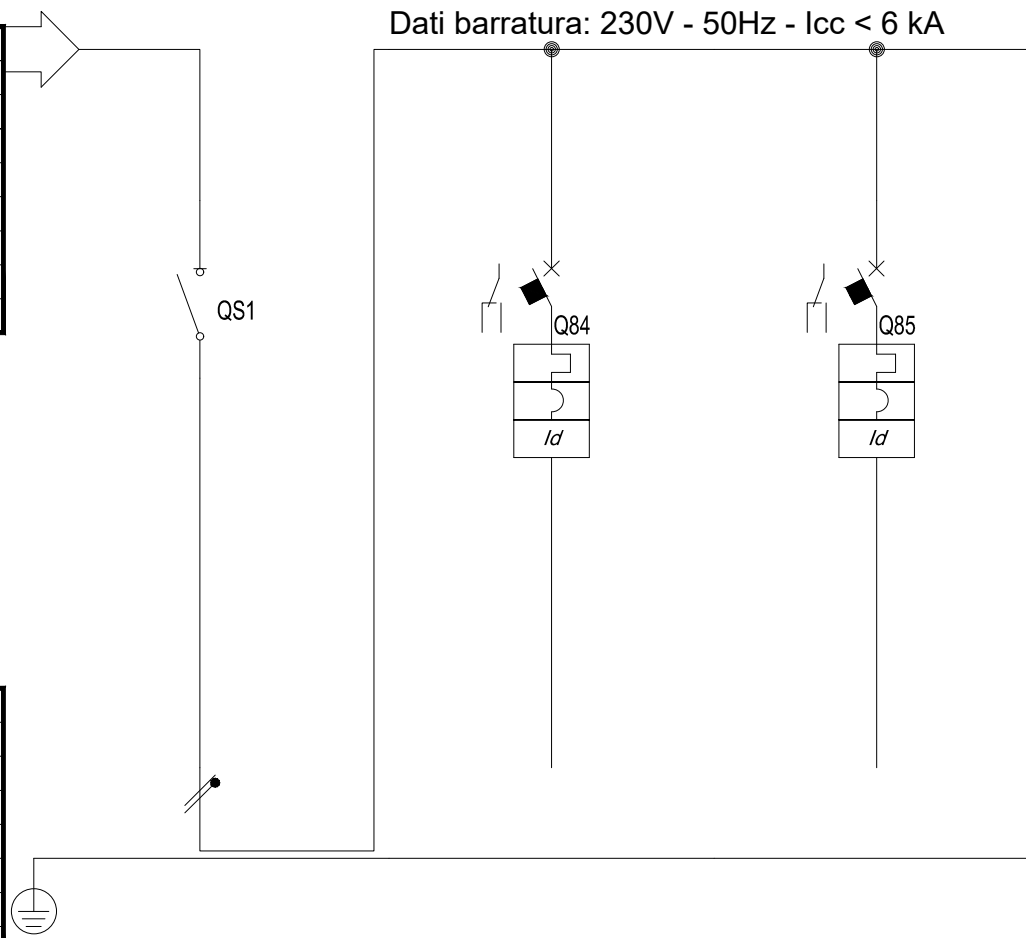 Dati barratura: 230V - 50Hz - Icc < 6 kA
QS1
Q84
Q85
Id
Id